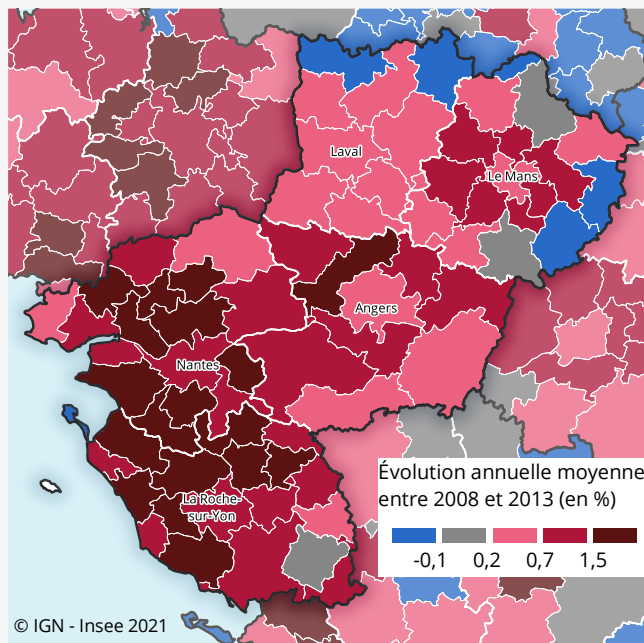 Laval
Le Mans
Angers
Nantes
La Roche-
sur-Yon
Évolution annuelle moyenne
entre 2008 et 2013 (en %)
-0,1 0,2 0,7 1,5
© IGN - Insee 2021